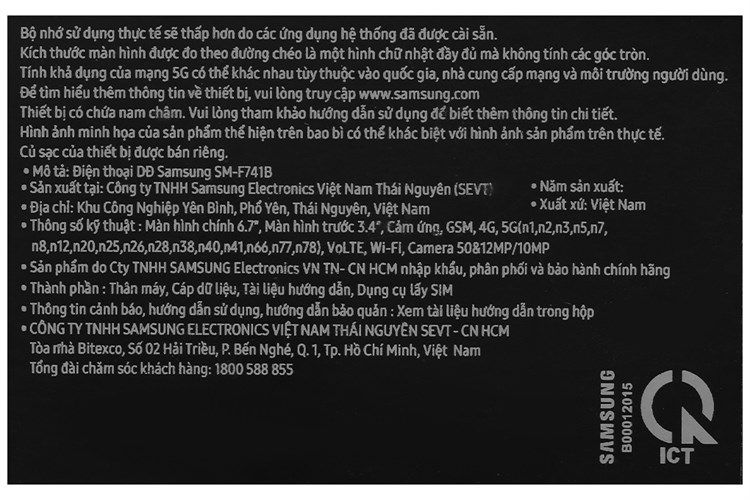 Bộ nhớ sử dụng thực tế sẽ thấp hơn do các ứng dụng hệ thống đã được cài sẵn.
Kích thước màn hình được đo theo đường chéo là một hình chữ nhật đầy đủ mà không tính các góc tròn.
Tính khả dụng của mạng 5G có thể khác nhau tùy thuộc vào quốc gia, nhà cung cấp mạng và môi trường người dùng.
Để tìm hiểu thêm thông tin về thiết bị, vui lòng truy cập www.samsung.com
Thiết bị có chứa nam châm. Vui lòng tham khảo hướng dẫn sử dụng để biết thêm thông tin chi tiết.
Hình ảnh minh họa của sản phẩm thể hiện trên bao bì có thể khác biệt với hình ảnh sản phẩm trên thực tế.
Củ sạc của thiết bị được bán riêng.
• Mô tả: Điện thoại DĐ Samsung SM-F741B
• Sản xuất tại: Công ty TNHH Samsung Electronics Việt Nam Thái Nguyên (SEVT) • Năm sản xuất:
• Địa chỉ: Khu Công Nghiệp Yên Bình, Phổ Yên, Thái Nguyên, Việt Nam • Xuất xứ: Việt Nam
• Thông số kỹ thuật : Màn hình chính 6.7", Màn hình trước 3.4", Cảm ứng, GSM, 4G, 5G(n1,n2,n3,n5,n7,
n8,n12,n20,n25,n26,n28,n38,n40,n41,n66,n77,n78), VoLTE, Wi-Fi, Camera 50&12MP/10MP
• Sản phẩm do Cty TNHH SAMSUNG Electronics VN TN- CN HCM nhập khẩu, phân phối và bảo hành chính hãng
• Thành phần : Thân máy, Cáp dữ liệu, Tài liệu hướng dẫn, Dụng cụ lấy SIM
• Thông tin cảnh báo, hướng dẫn sử dụng, hướng dẫn bảo quản : Xem tài liệu hướng dẫn trong hộp
• CÔNG TY TNHH SAMSUNG ELECTRONICS VIỆT NAM THÁI NGUYÊN SEVT - CN HCM
Tòa nhà Bitexco, Số 02 Hải Triều, P. Bến Nghé, Q. 1, Tp. Hồ Chí Minh, Việt Nam
Tổng đài chăm sóc khách hàng: 1800 588 855
SAMSUNG
B00012015
ICT